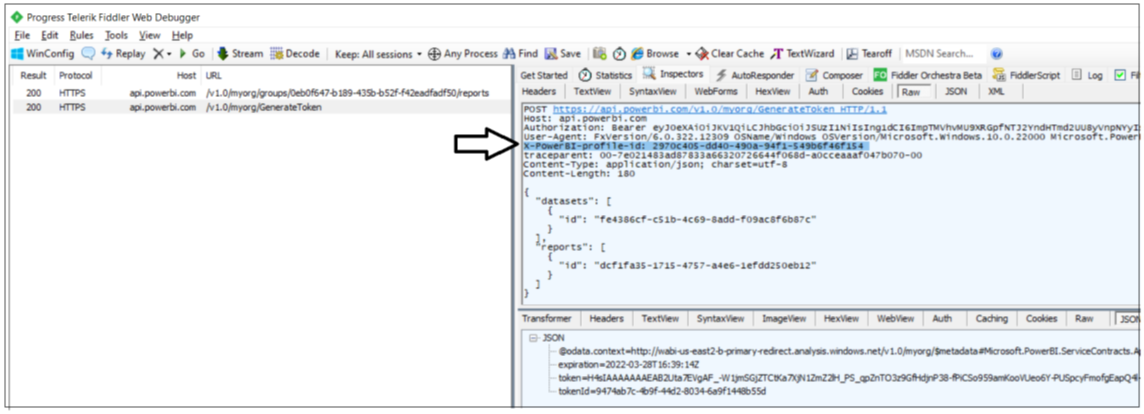 Progress Telerik Fiddler Web Debugger
File Edit Rules Tools View Help
WinConfig Replay Go Stream Decode Keep: All sessions Any Process Find Save Browse Clear Cache TextWizard Tearoff MSDN Search...
Result Protocol Host URL
200 HTTPS api.powerbi.com /v1.0/myorg/groups/0eb0f647-b189-435b-b52f-f42eadfadf50/reports
200 HTTPS api.powerbi.com /v1.0/myorg/GenerateToken
Get Started Statistics Inspectors AutoResponder Composer FO Fiddler Orchestra Beta FiddlerScript Log
Headers TextView SyntaxView WebForms HexView Auth Cookies Raw JSON XML
POST https://api.powerbi.com/v1.0/myorg/GenerateToken HTTP/1.1
Host: api.powerbi.com
Authorization: Bearer
User-Agent: FxVersion/6.0.322.12309 OSName/Windows OSVersion/Microsoft.Windows.10.0.22000
X-PowerBI-profile-id: 2970c405-dd40-490a-94f1-549b6f46f154
traceparent: 00-7e021483ad87833a66320726644f068d-a0cceaaaf047b070-00
Content-Type: application/json; charset=utf-8
Content-Length: 180
{
"datasets": [
{
"id": "fe4386cf-c51b-4c69-8add-f09ac8f6b87c"
}
],
"reports": [
{
"id": "dcf1fa35-1715-4757-a4e6-1efdd250eb12"
}
]
}
Transformer Headers TextView SyntaxView ImageView HexView WebView Auth Caching Cookies Raw JSON
JSON
@odata.context=http://wabi-us-east2-b-primary-redirect.analysis.windows.net/v1.0/myorg/$metadata#Microsoft.PowerBI.ServiceContracts.
expiration=2022-03-28T16:39:14Z
tokenId=9474ab7c-4b9f-44d2-8034-6a9f1448b55d